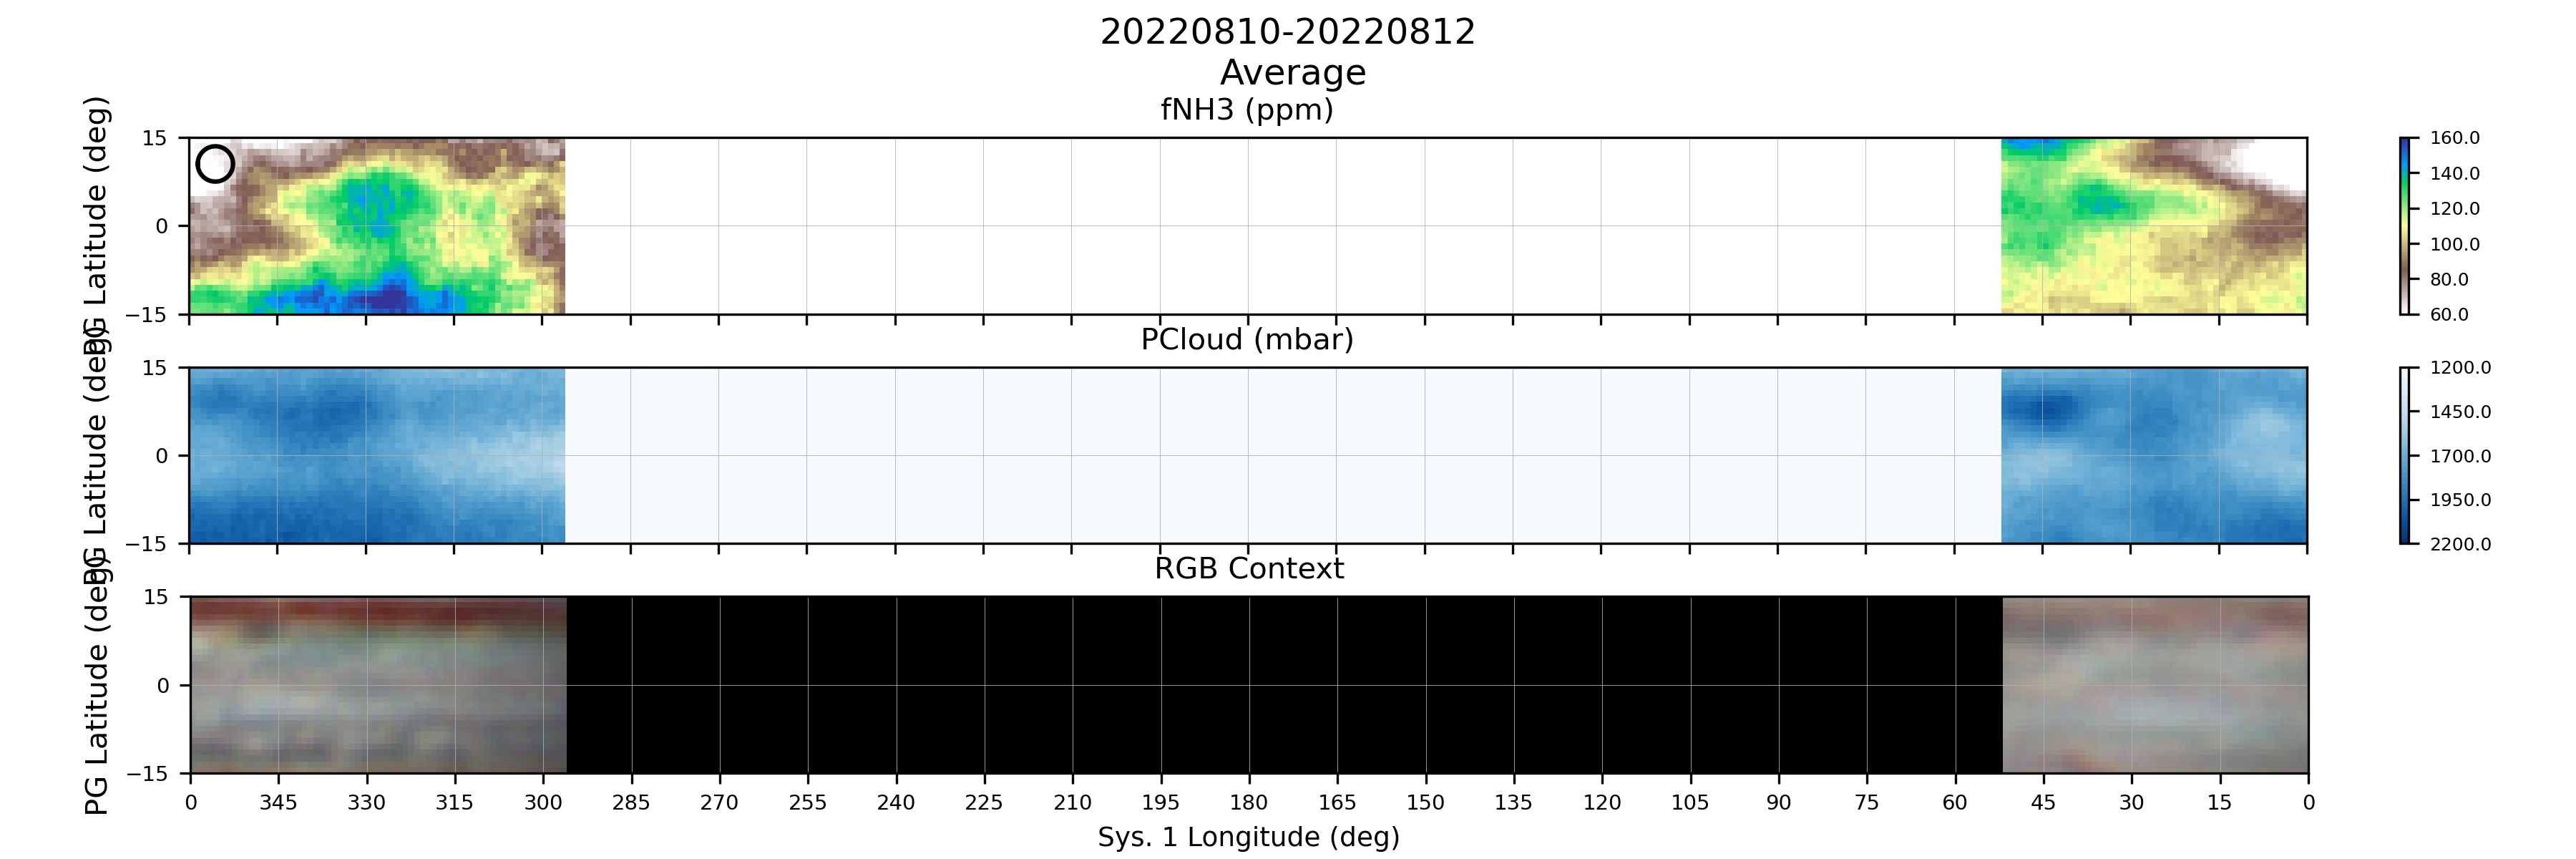 20220810-20220812
Average
fNH3 (ppm)
PG Latitude (deg)
15
0
−15
160.0
140.0
120.0
100.0
80.0
60.0
PCloud (mbar)
PG Latitude (deg)
15
0
−15
1200.0
1450.0
1700.0
1950.0
2200.0
RGB Context
PG Latitude (deg)
15
0
−15
0 345 330 315 300 285 270 255 240 225 210 195 180 165 150 135 120 105 90 75 60 45 30 15 0
Sys. 1 Longitude (deg)